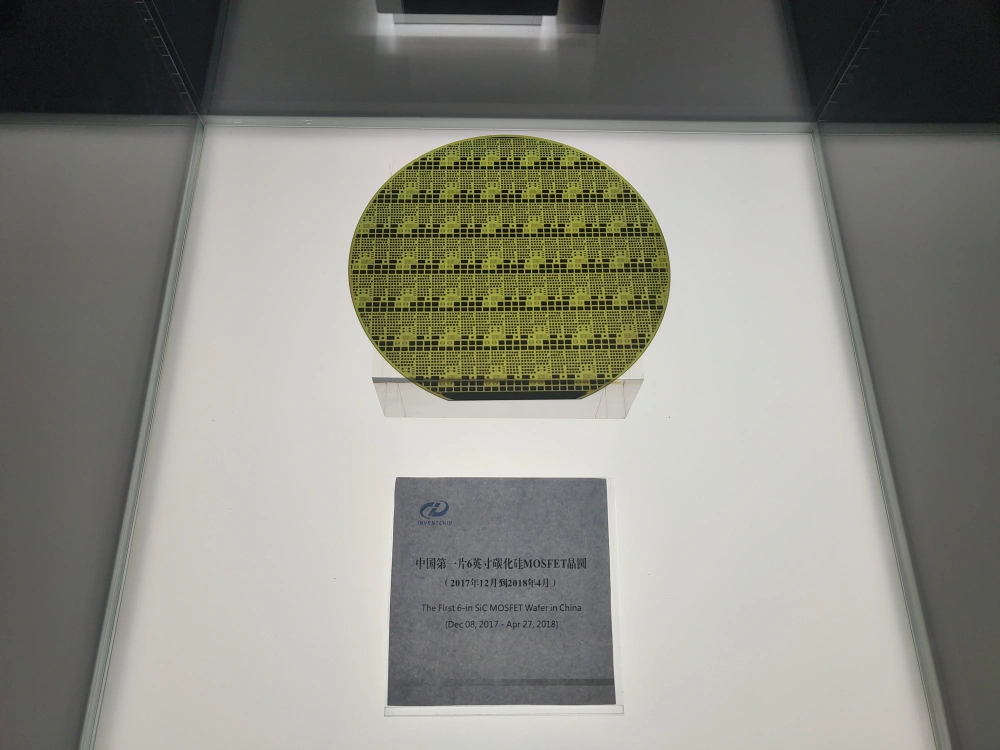 INVENTCHIP
中国第一片6英寸碳化硅MOSFET晶圆
（2017年12月到2018年4月）
The First 6-in SiC MOSFET Wafer in China
(Dec 08, 2017 - Apr 27, 2018)